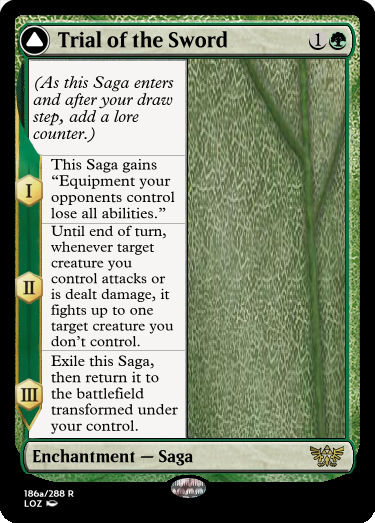 Trial of the Sword 1
(As this Saga enters
and after your draw
step, add a lore
counter.)
I
This Saga gains
“Equipment your
opponents control
lose all abilities.”
II
Until end of turn,
whenever target
creature you
control attacks or
is dealt damage, it
fights up to one
target creature you
don’t control.
III
Exile this Saga,
then return it to
the battlefield
transformed under
your control.
Enchantment — Saga
186a/288 R
LOZ